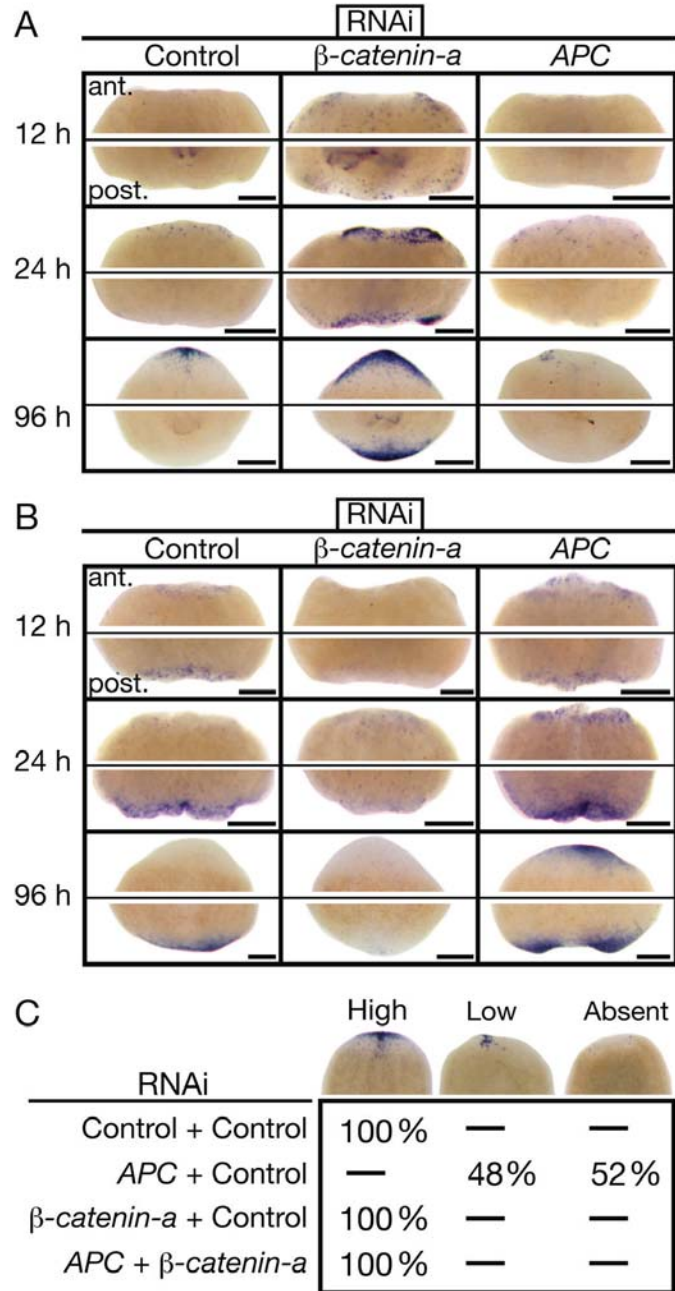 A
RNAi
Control β-catenin-a APC
ant.
12 h
post.
24 h
96 h
B
RNAi
Control β-catenin-a APC
ant.
12 h
post.
24 h
96 h
C
High Low Absent
RNAi
Control + Control 100% — —
APC + Control — 48% 52%
β-catenin-a + Control 100% — —
APC + β-catenin-a 100% — —